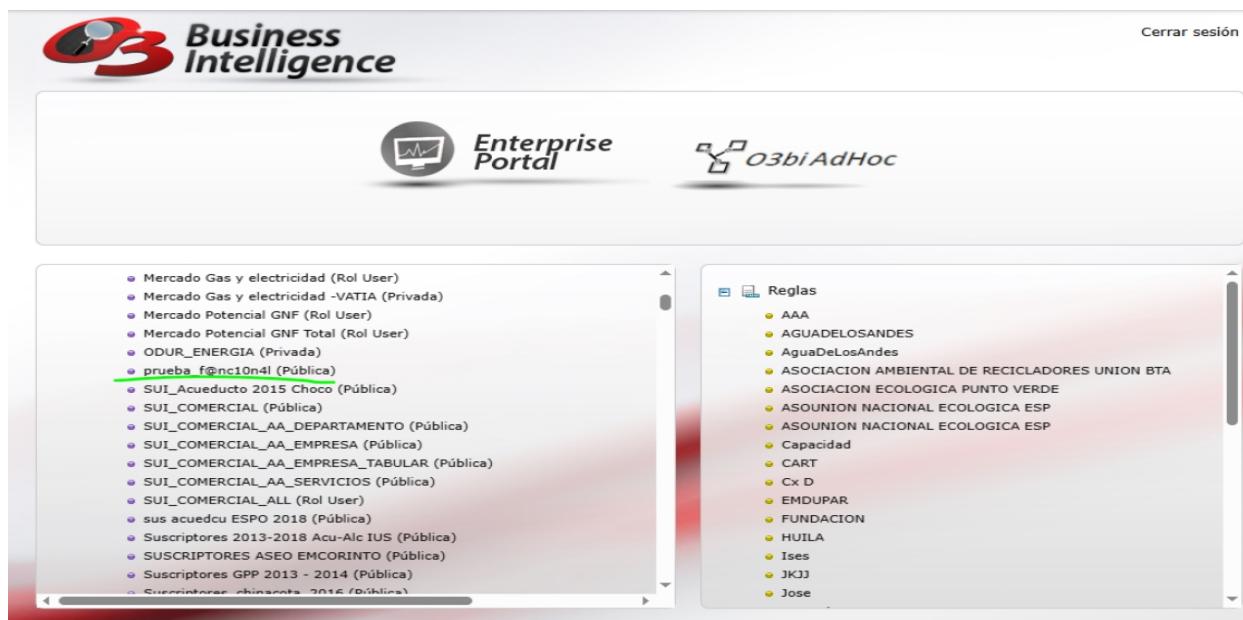 O3 Business
Intelligence
Cerrar sesión
Enterprise
Portal
O3bi AdHoc
Mercado Gas y electricidad (Rol User)
Mercado Gas y electricidad -VATIA (Privada)
Mercado Potencial GNF (Rol User)
Mercado Potencial GNF Total (Rol User)
ODUR_ENERGIA (Privada)
prueba_f@nc10n4l (Pública)
SUI_Acueducto 2015 Choco (Pública)
SUI_COMERCIAL (Pública)
SUI_COMERCIAL_AA_DEPARTAMENTO (Pública)
SUI_COMERCIAL_AA_EMPRESA (Pública)
SUI_COMERCIAL_AA_EMPRESA_TABULAR (Pública)
SUI_COMERCIAL_AA_SERVICIOS (Pública)
SUI_COMERCIAL_ALL (Rol User)
sus acuedcu ESPO 2018 (Pública)
Suscriptores 2013-2018 Acu-Alc IUS (Pública)
SUSCRIPTORES ASEO EMCORINTO (Pública)
Suscriptores GPP 2013 - 2014 (Pública)
Suscriptores_chinacota_2016 (Pública)
Reglas
AAA
AGUADELOSANDES
AguaDeLosAndes
ASOCIACION AMBIENTAL DE RECICLADORES UNION BTA
ASOCIACION ECOLOGICA PUNTO VERDE
ASOUNION NACIONAL ECOLOGICA ESP
ASOUNION NACIONAL ECOLOGICA ESP
Capacidad
CART
Cx D
EMDUPAR
FUNDACION
HUILA
Ises
JKJJ
Jose